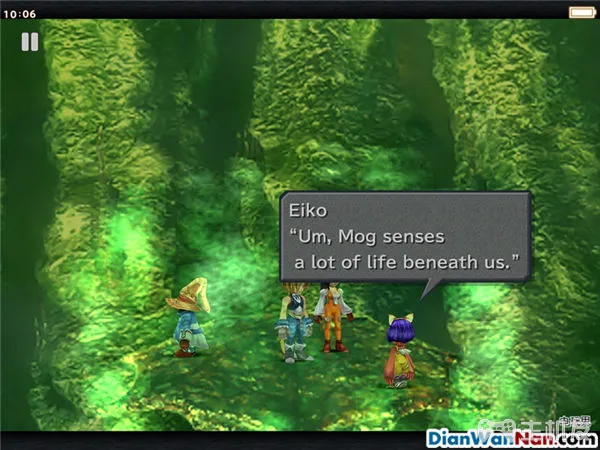 10:06
Eiko
“Um, Mog senses
a lot of life beneath us.”
DianWanNan.com